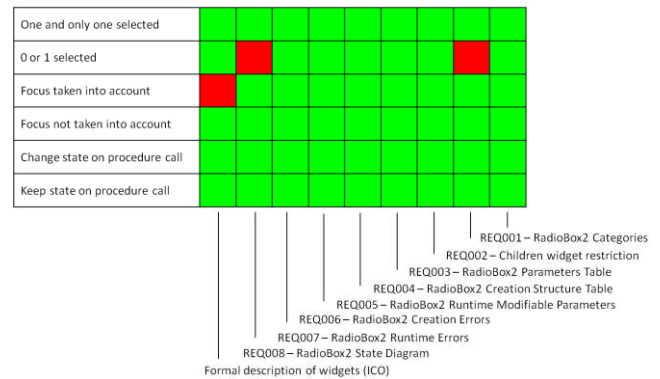 One and only one selected
0 or 1 selected
Focus taken into account
Focus not taken into account
Change state on procedure call
Keep state on procedure call
REQ001 – RadioBox2 Categories
REQ002 – Children widget restriction
REQ003 – RadioBox2 Parameters Table
REQ004 – RadioBox2 Creation Structure Table
REQ005 – RadioBox2 Runtime Modifiable Parameters
REQ006 – RadioBox2 Creation Errors
REQ007 – RadioBox2 Runtime Errors
REQ008 – RadioBox2 State Diagram
Formal description of widgets (ICO)